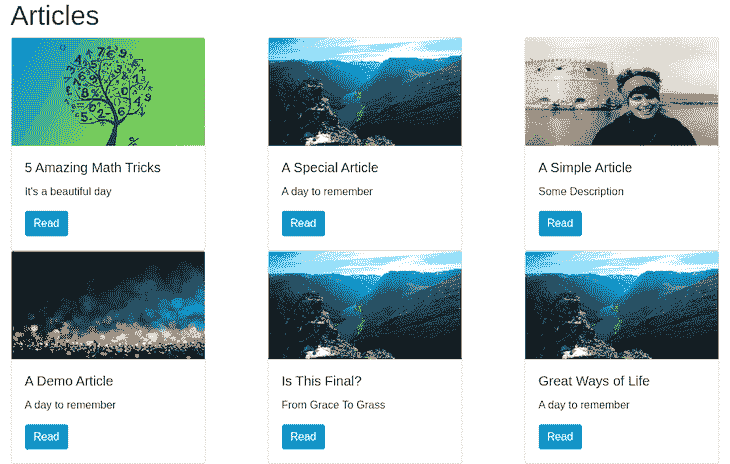 Articles
5 Amazing Math Tricks
It's a beautiful day
Read
A Special Article
A day to remember
Read
A Simple Article
Some Description
Read
A Demo Article
A day to remember
Read
Is This Final?
From Grace To Grass
Read
Great Ways of Life
A day to remember
Read